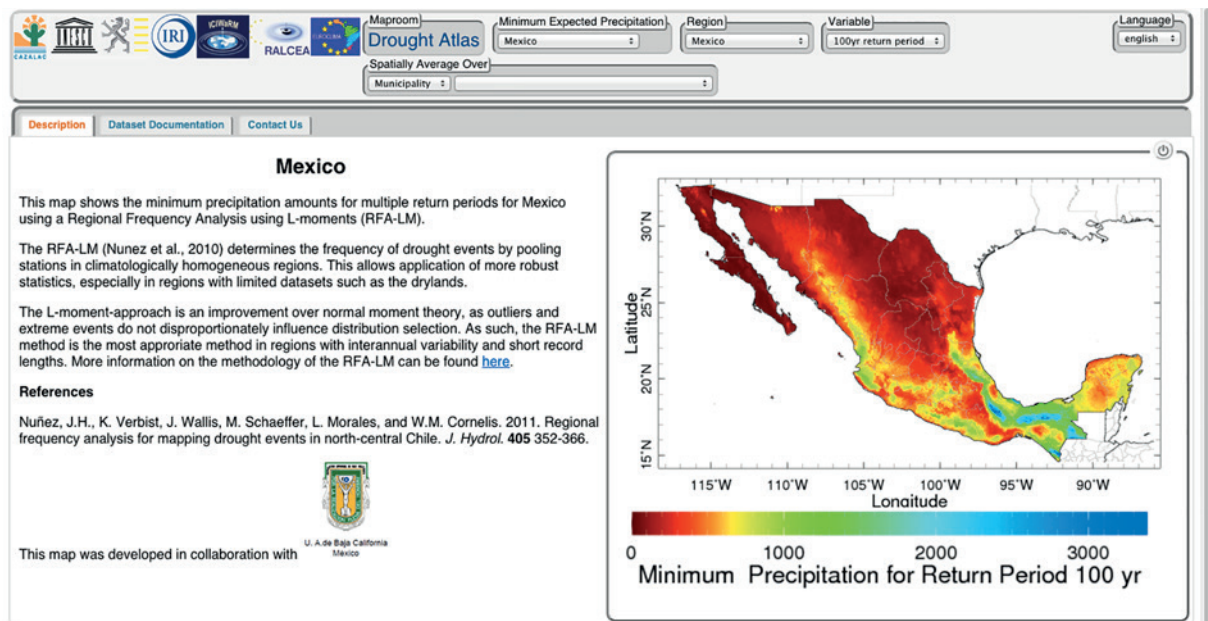 CAZALAC
UNESCO
IRI
ICIWaRM
RALCEA
EUROCLIMA
Maproom
Drought Atlas
Minimum Expected Precipitation
Mexico
Region
Mexico
Variable
100yr return period
Language
english
Spatially Average Over
Municipality
Description
Dataset Documentation
Contact Us
Mexico
This map shows the minimum precipitation amounts for multiple return periods for Mexico
using a Regional Frequency Analysis using L-moments (RFA-LM).
The RFA-LM (Nunez et al., 2010) determines the frequency of drought events by pooling
stations in climatologically homogeneous regions. This allows application of more robust
statistics, especially in regions with limited datasets such as the drylands.
The L-moment-approach is an improvement over normal moment theory, as outliers and
extreme events do not disproportionately influence distribution selection. As such, the RFA-LM
method is the most approriate method in regions with interannual variability and short record
lengths. More information on the methodology of the RFA-LM can be found here.
References
Nuñez, J.H., K. Verbist, J. Wallis, M. Schaeffer, L. Morales, and W.M. Cornelis. 2011. Regional
frequency analysis for mapping drought events in north-central Chile. J. Hydrol. 405 352-366.
This map was developed in collaboration with
U. A.de Baja California
Mexico
Latitude
30°N
25°N
20°N
15°N
115°W 110°W 105°W 100°W 95°W 90°W
Longitude
0 1000 2000 3000
Minimum Precipitation for Return Period 100 yr